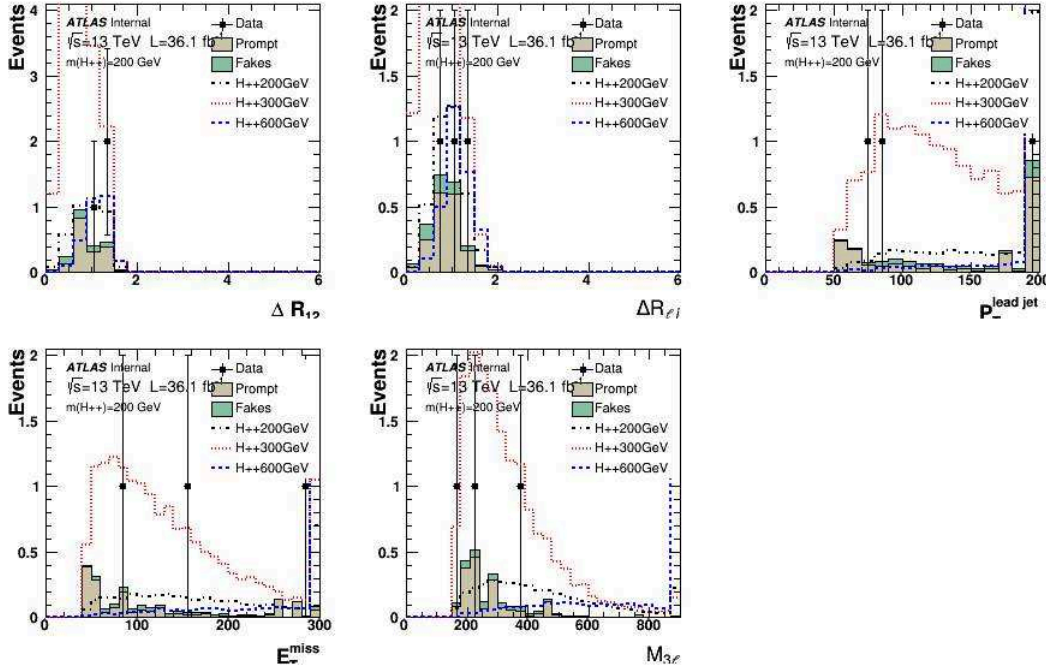 Events
4
3
2
1
0
0 2 4 6
ATLAS Internal
√s=13 TeV L=36.1 fb
m(H++)=200 GeV
Data
Prompt
Fakes
H++200GeV
H++300GeV
H++600GeV
Δ R
Events
2
1.5
1
0.5
0
0 2 4 6
ATLAS Internal
√s=13 TeV L=36.1 fb
m(H++)=200 GeV
Data
Prompt
Fakes
H++200GeV
H++300GeV
H++600GeV
ΔR
Events
2
1.5
1
0.5
0
0 50 100 150 200
ATLAS Internal
√s=13 TeV L=36.1 fb
m(H++)=200 GeV
Data
Prompt
Fakes
H++200GeV
H++300GeV
H++600GeV
P lead jet
Events
2
1.5
1
0.5
0
0 100 200 300
ATLAS Internal
√s=13 TeV L=36.1 fb
m(H++)=200 GeV
Data
Prompt
Fakes
H++200GeV
H++300GeV
H++600GeV
E miss
Events
2
1.5
1
0.5
0
0 200 400 600 800
ATLAS Internal
√s=13 TeV L=36.1 fb
m(H++)=200 GeV
Data
Prompt
Fakes
H++200GeV
H++300GeV
H++600GeV
M3ℓ